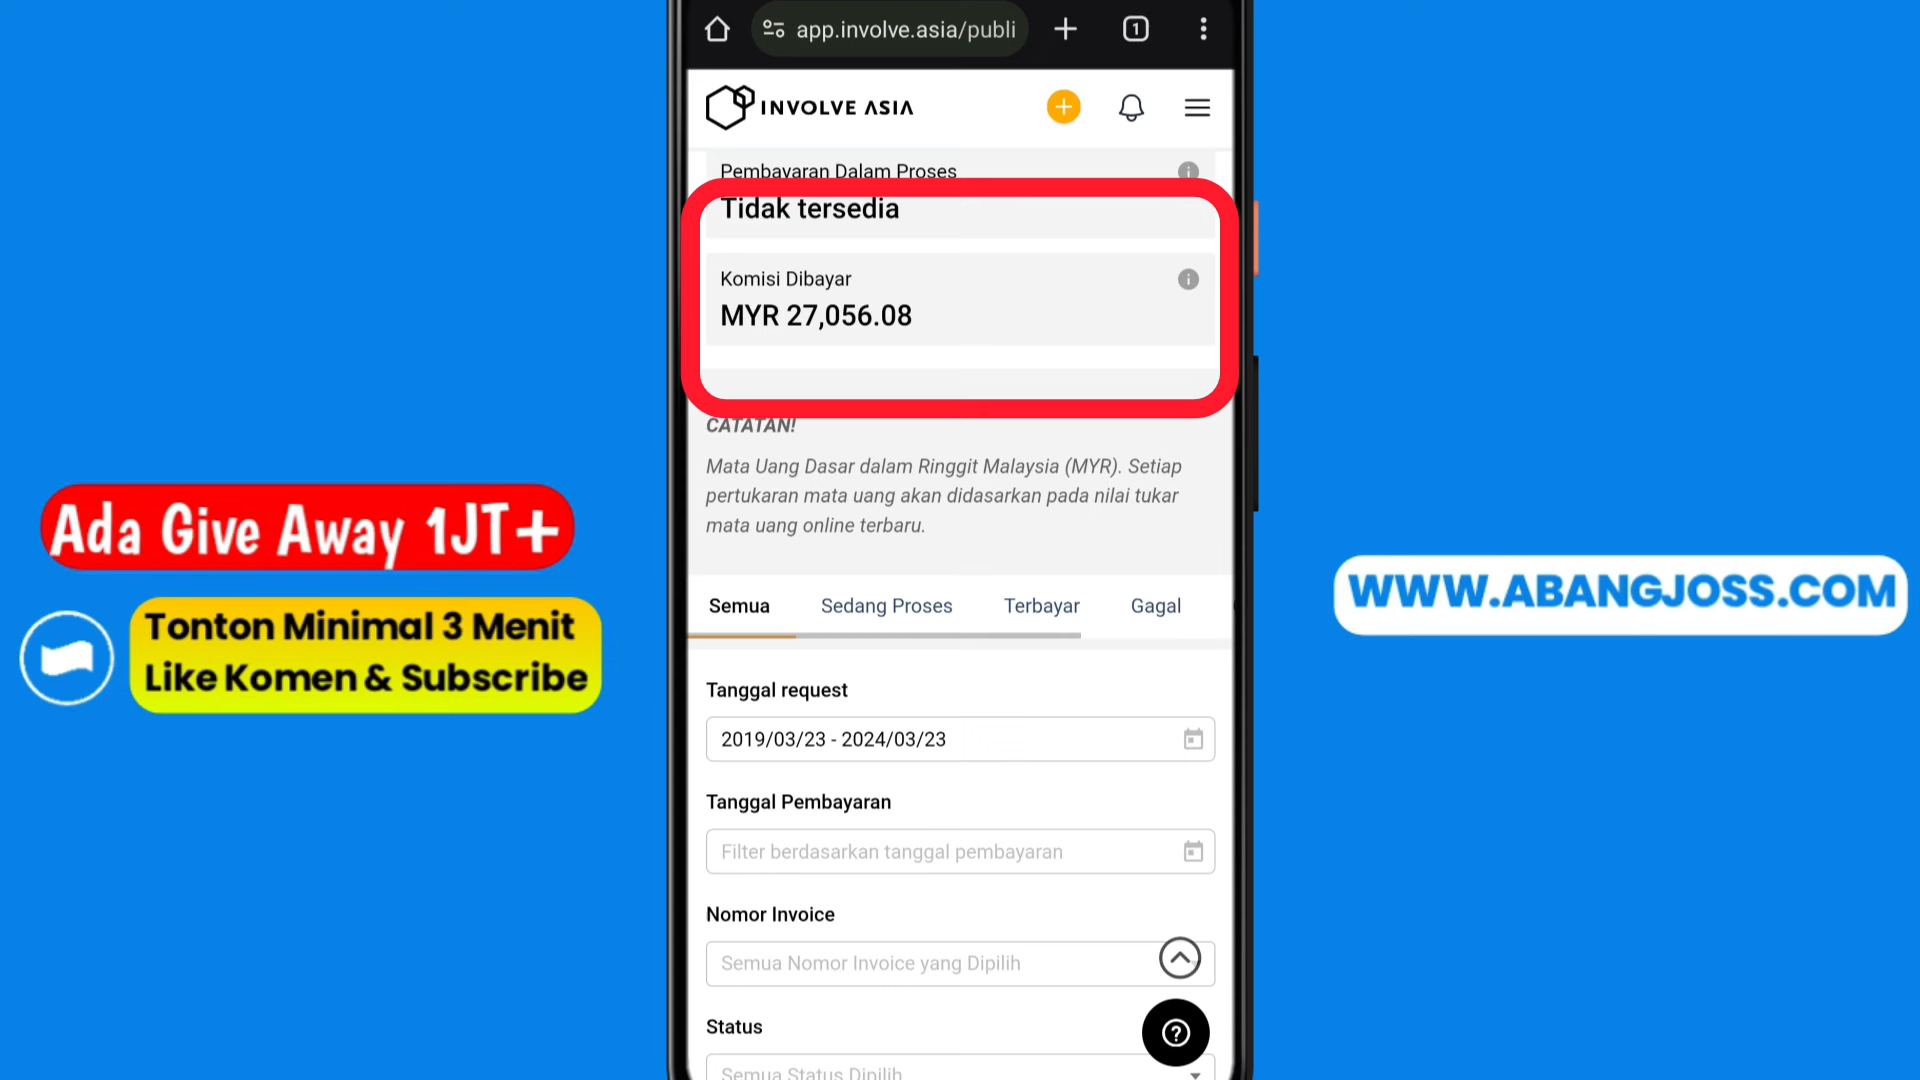 1
app.involve.asia/publi
INVOLVE ASIA
Pembayaran Dalam Proses
Tidak tersedia
Komisi Dibayar
MYR 27,056.08
CATATAN!
Mata Uang Dasar dalam Ringgit Malaysia (MYR). Setiap
pertukaran mata uang akan didasarkan pada nilai tukar
mata uang online terbaru.
Semua Sedang Proses Terbayar Gagal
Tanggal request
2019/03/23 - 2024/03/23
Tanggal Pembayaran
Filter berdasarkan tanggal pembayaran
Nomor Invoice
Semua Nomor Invoice yang Dipilih
Status
Semua Status Dipilih
Ada Give Away 1JT+
Tonton Minimal 3 Menit
Like Komen & Subscribe
WWW.ABANGJOSS.COM